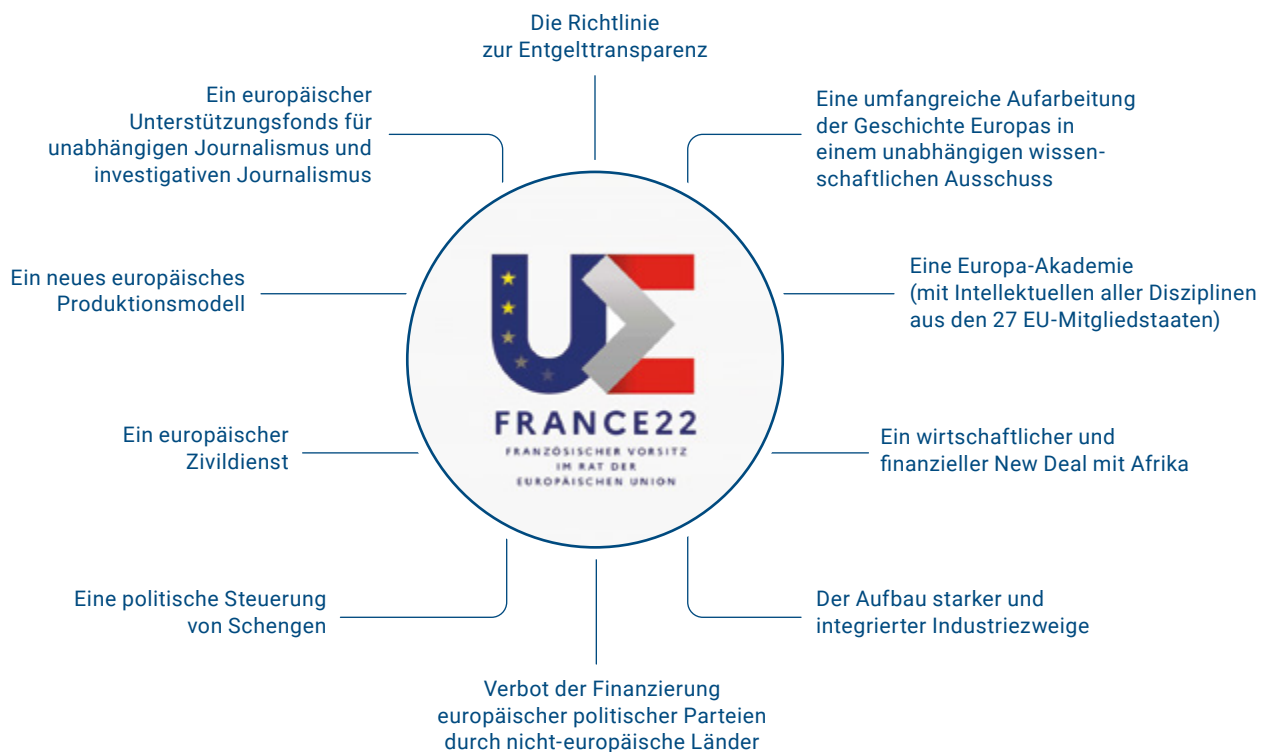 Die Richtlinie
zur Entgelttransparenz
Ein europäischer
Unterstützungsfonds für
unabhängigen Journalismus und
investigativen Journalismus
Eine umfangreiche Aufarbeitung
der Geschichte Europas in
einem unabhängigen wissen-
schaftlichen Ausschuss
Ein neues europäisches
Produktionsmodell
Eine Europa-Akademie
(mit Intellektuellen aller Disziplinen
aus den 27 EU-Mitgliedstaaten)
UE
FRANCE22
FRANZÖSISCHER VORSITZ
IM RAT DER
EUROPÄISCHEN UNION
Ein europäischer
Zivildienst
Ein wirtschaftlicher und
finanzieller New Deal mit Afrika
Eine politische Steuerung
von Schengen
Der Aufbau starker und
integrierter Industriezweige
Verbot der Finanzierung
europäischer politischer Parteien
durch nicht-europäische Länder